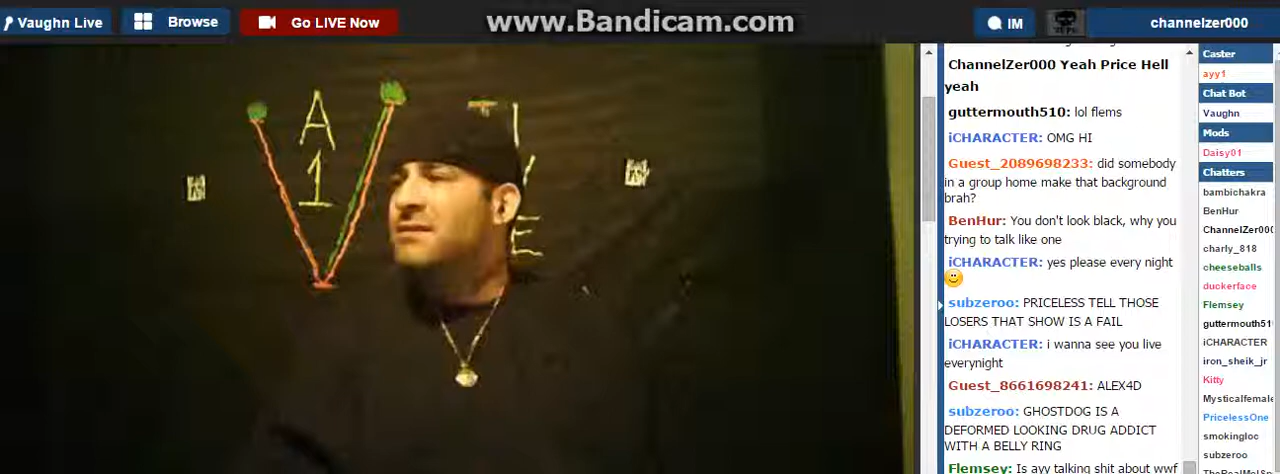 Vaughn Live
Browse
Go LIVE Now
www.Bandicam.com
IM
channelzer000
A
1
E
ChannelZer000 Yeah Price Hell
yeah
guttermouth510: lol flems
iCHARACTER: OMG HI
Guest_2089698233: did somebody
in a group home make that background
brah?
BenHur: You don't look black, why you
trying to talk like one
iCHARACTER: yes please every night
subzeroo: PRICELESS TELL THOSE
LOSERS THAT SHOW IS A FAIL
iCHARACTER: i wanna see you live
everynight
Guest_8661698241: ALEX4D
subzeroo: GHOSTDOG IS A
DEFORMED LOOKING DRUG ADDICT
WITH A BELLY RING
Flemsey: Is ayy talking shit about vwf
Caster
ayy1
Chat Bot
Vaughn
Mods
Daisy01
Chatters
bambichakra
BenHur
ChannelZer000
charly_818
cheeseballs
duckerface
Flemsey
guttermouth510
iCHARACTER
iron_sheik_jr
Kitty
Mysticalfemale
PricelessOne
smokingloc
subzeroo